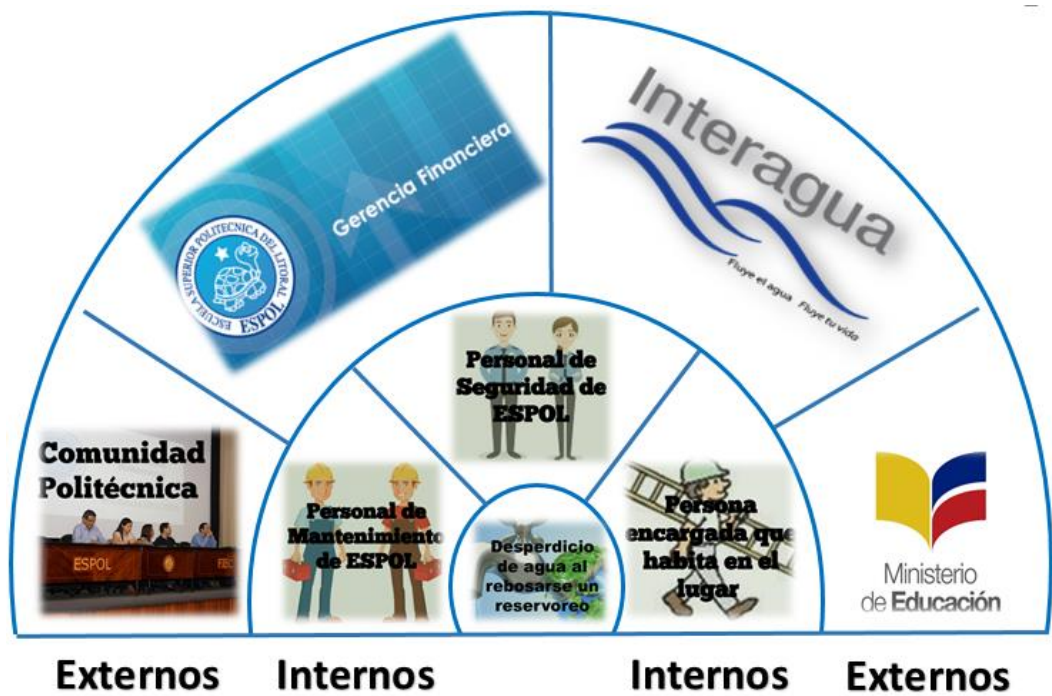 Gerencia Financiera
ESCUELA SUPERIOR POLITECNICA DEL LITORAL
ESPOL
Interagua
Fluye el agua Fluye tu vida
Personal de
Seguridad de
ESPOL
Comunidad
Politécnica
ESPOL
Personal de
Mantenimiento
de ESPOL
Desperdicio
de agua al
rebosarse un
reservoreo
Persona
encargada que
habita en el
lugar
Ministerio
de Educación
Externos
Internos
Internos
Externos